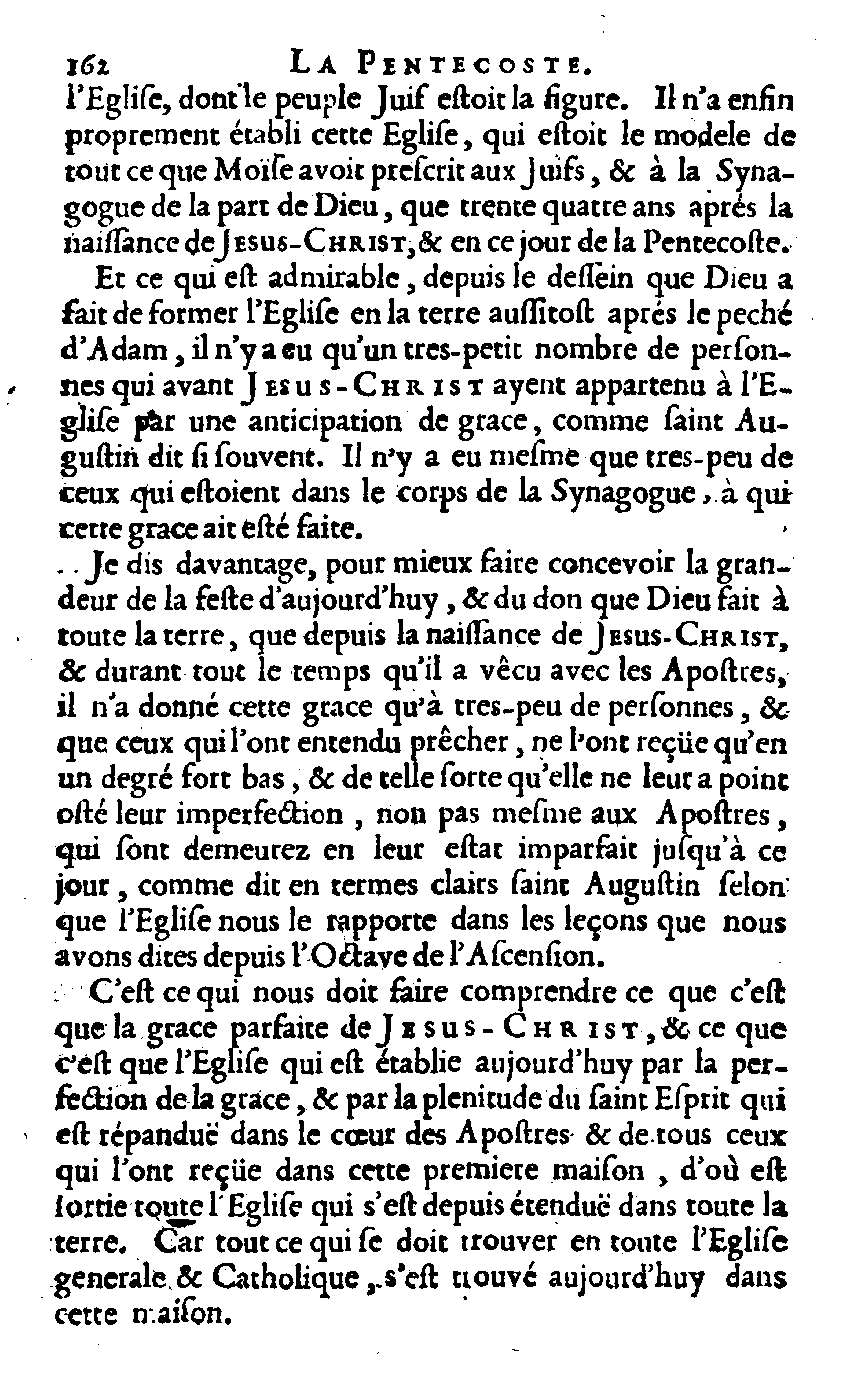 162 LA PENTECOSTE.
l'Egliſe, dont le peuple Juif eſtoit la figure. Il n'a enfin
proprement établi cette Egliſe, qui eſtoit le modele de
tout ce que Moïſe avoit preſcrit aux Juifs, & à la Syna-
gogue de la part de Dieu, que trente quatre ans aprés la
naiſſance de JESUS-CHRIST, & en ce jour de la Pentecoſte.
Et ce qui eſt admirable, depuis le deſſein que Dieu a
fait de former l'Egliſe en la terre auſſitoſt aprés le peché
d'Adam, il n'y a eu qu'un tres-petit nombre de perſon-
nes qui avant JESUS-CHRIST ayent appartenu à l'E-
gliſe par une anticipation de grace, comme ſaint Au-
guſtin dit ſi ſouvent. Il n'y a eu meſme que tres-peu de
ceux qui eſtoient dans le corps de la Synagogue, à qui
cette grace ait eſté faite.
Je dis davantage, pour mieux faire concevoir la gran-
deur de la feſte d'aujourd'huy, & du don que Dieu fait à
toute la terre, que depuis la naiſſance de JESUS-CHRIST,
& durant tout le temps qu'il a vêcu avec les Apoſtres,
il n'a donné cette grace qu'à tres-peu de perſonnes, &
que ceux qui l'ont entendu prêcher, ne l'ont reçüe qu'en
un degré fort bas, & de telle ſorte qu'elle ne leur a point
oſté leur imperfection, non pas meſme aux Apoſtres,
qui ſont demeurez en leur eſtat imparfait juſqu'à ce
jour, comme dit en termes clairs ſaint Auguſtin ſelon
que l'Egliſe nous le rapporte dans les leçons que nous
avons dites depuis l'Octave de l'Aſcenſion.
C'eſt ce qui nous doit faire comprendre ce que c'eſt
que la grace parfaite de JESUS-CHRIST, & ce que
c'eſt que l'Egliſe qui eſt établie aujourd'huy par la per-
fection de la grace, & par la plenitude du ſaint Eſprit qui
eſt répanduë dans le cœur des Apoſtres & de tous ceux
qui l'ont reçüe dans cette premiere maiſon, d'où eſt
ſortie toute l'Egliſe qui s'eſt depuis étenduë dans toute la
terre. Car tout ce qui ſe doit trouver en toute l'Egliſe
generale & Catholique, s'eſt trouvé aujourd'huy dans
cette maiſon.